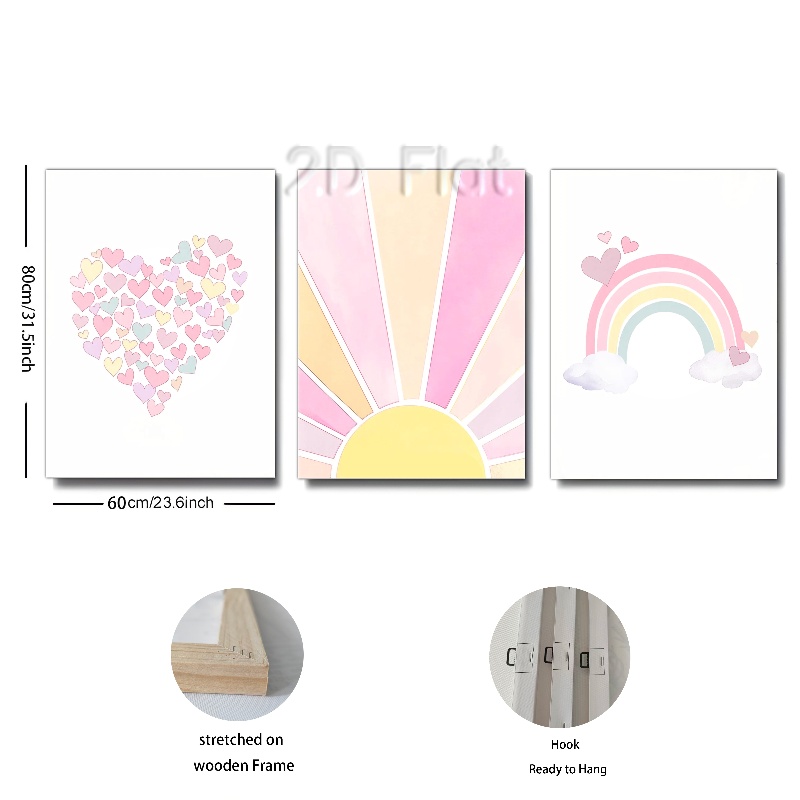 2D Flat
80cm/31.5inch
60cm/23.6inch
stretched on
wooden Frame
Hook
Ready to Hang